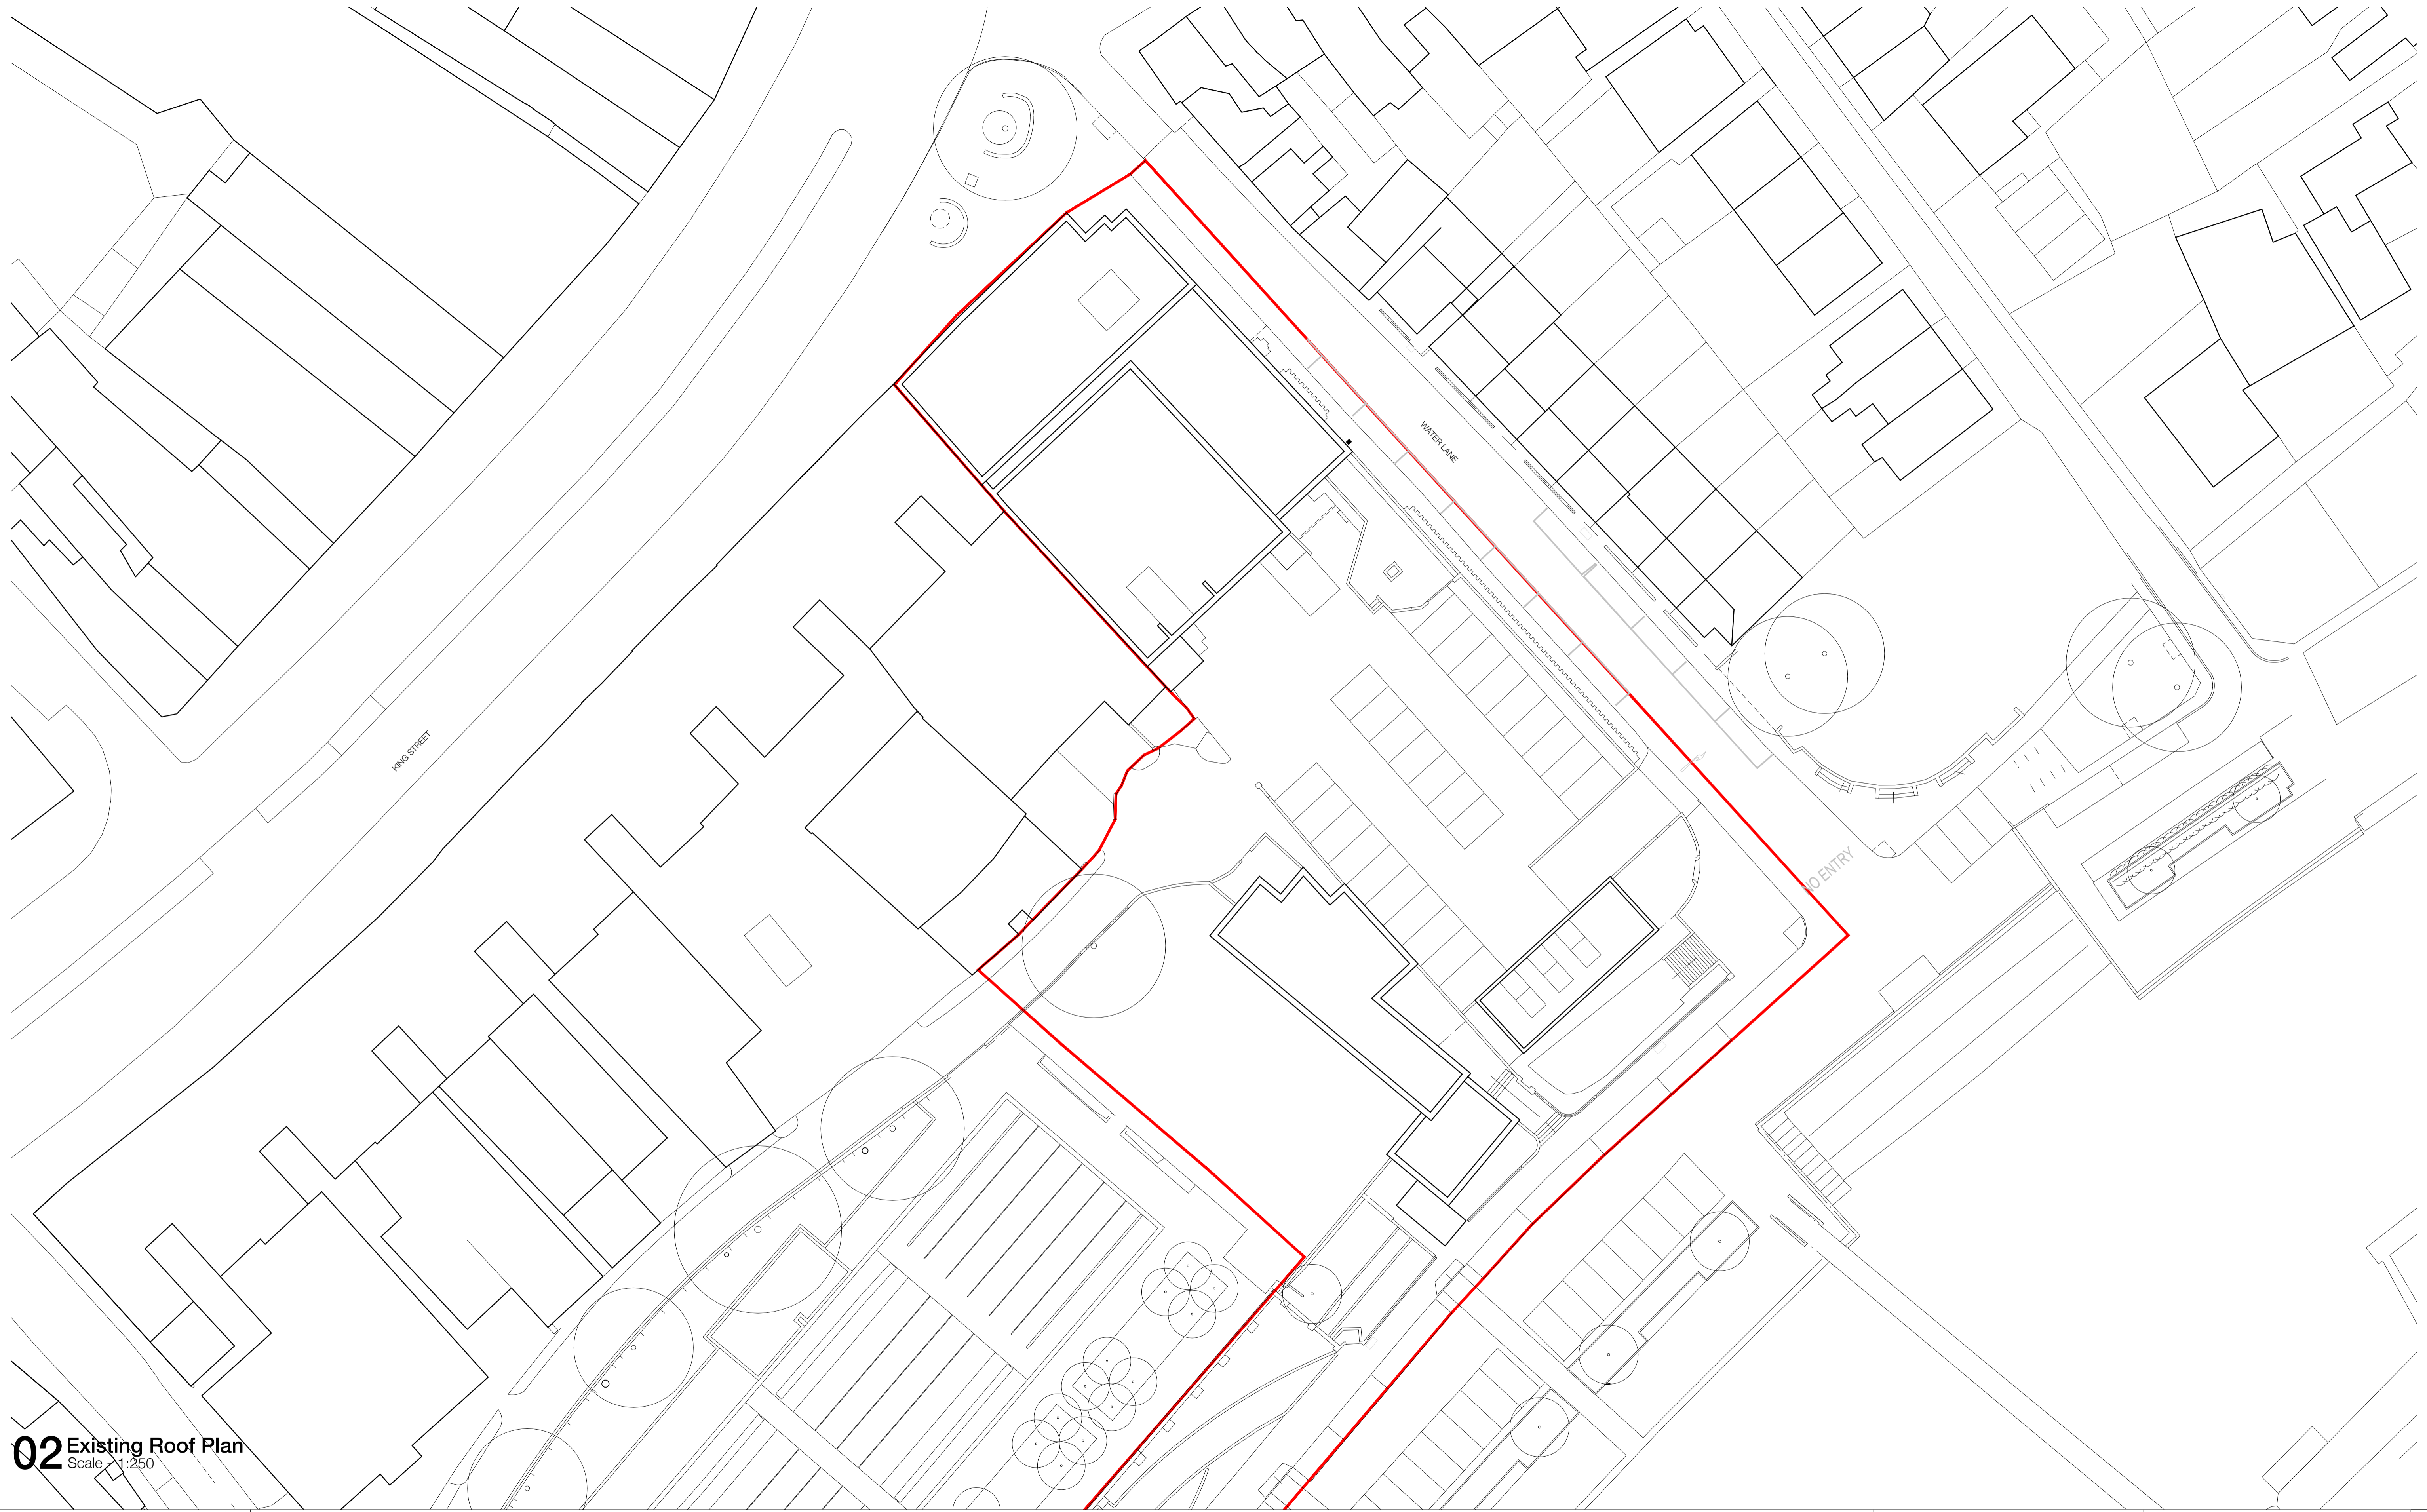 WATER LANE
KING STREET
NO ENTRY
02 Existing Roof Plan
Scale - 1:250